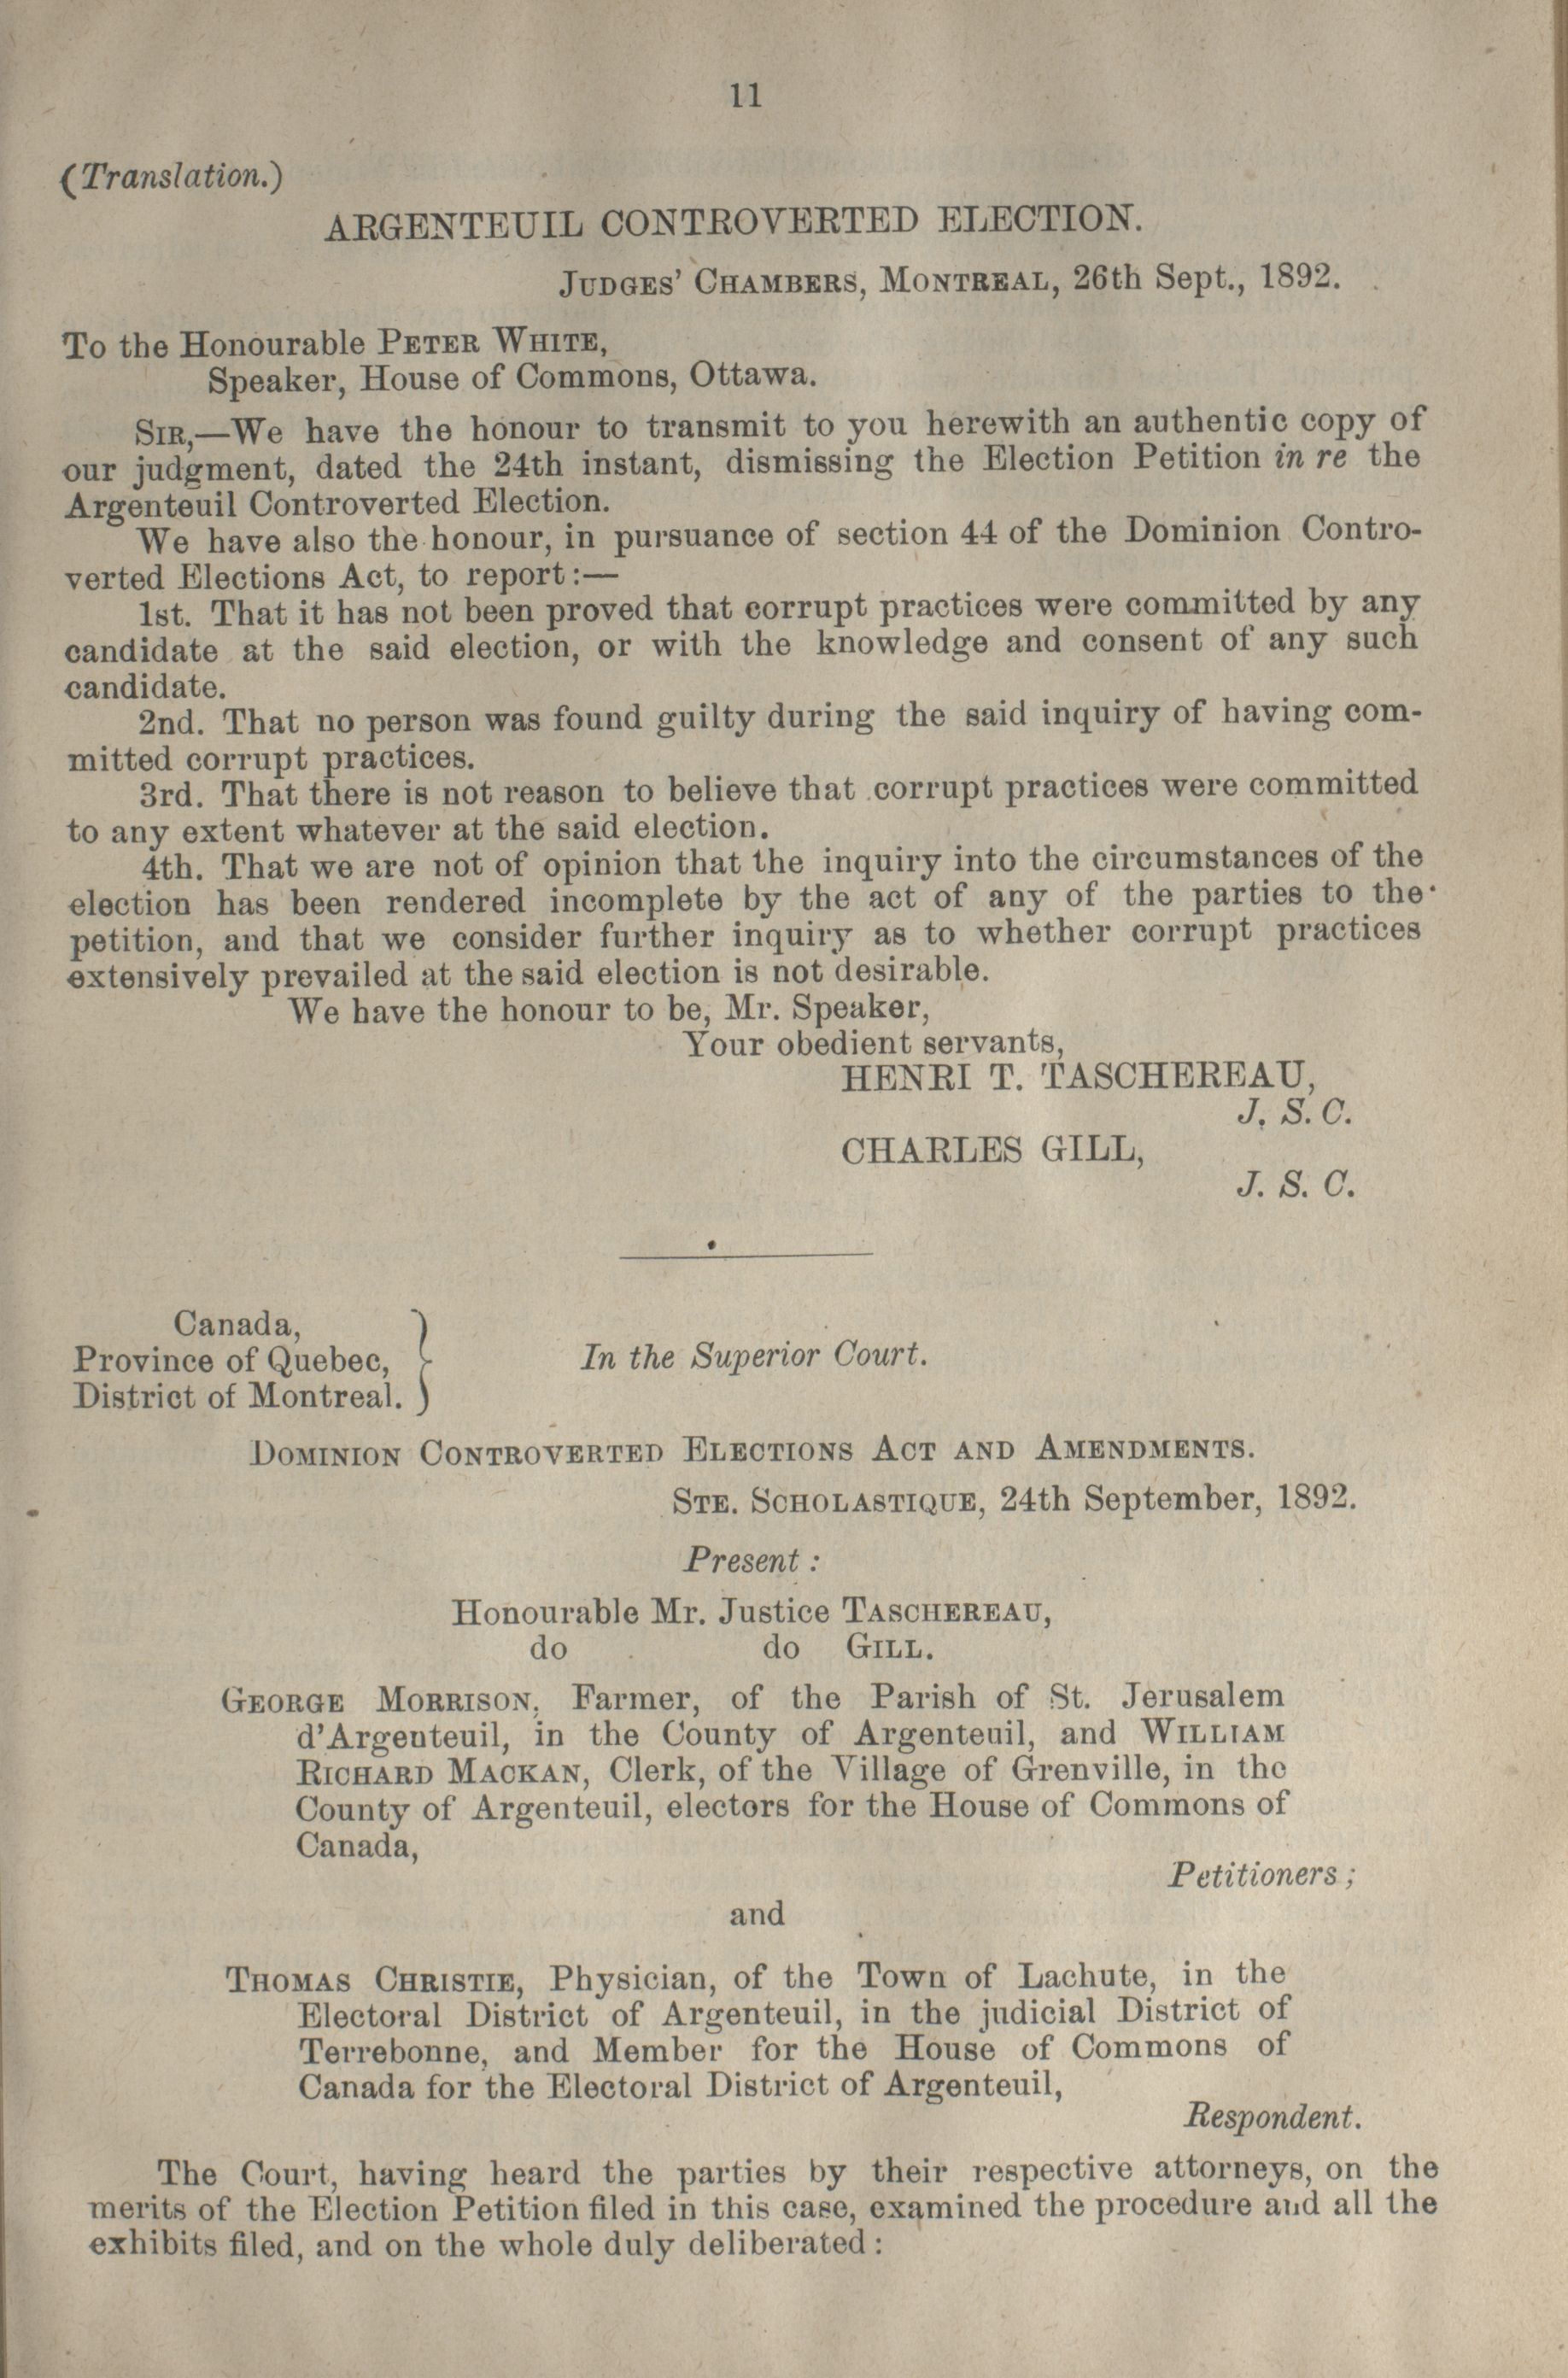 11
(Translation.)
ARGENTEUIL CONTROVERTED ELECTION.
JUDGES' CHAMBERS, MONTREAL, 26th Sept., 1892.
To the Honourable PETER WHITE,
Speaker, House of Commons, Ottawa.
SIR,—We have the honour to transmit to you herewith an authentic copy of
our judgment, dated the 24th instant, dismissing the Election Petition in re the
Argenteuil Controverted Election.
We have also the honour, in pursuance of section 44 of the Dominion Contro-
verted Elections Act, to report:—
1st. That it has not been proved that corrupt practices were committed by any
candidate at the said election, or with the knowledge and consent of any such
candidate.
2nd. That no person was found guilty during the said inquiry of having com-
mitted corrupt practices.
3rd. That there is not reason to believe that corrupt practices were committed
to any extent whatever at the said election.
4th. That we are not of opinion that the inquiry into the circumstances of the
election has been rendered incomplete by the act of any of the parties to the
petition, and that we consider further inquiry as to whether corrupt practices
extensively prevailed at the said election is not desirable.
We have the honour to be, Mr. Speaker,
Your obedient servants,
HENRI T. TASCHEREAU,
J. S. C.
CHARLES GILL,
J. S. C.
Canada,
Province of Quebec,
District of Montreal.
In the Superior Court.
DOMINION CONTROVERTED ELECTIONS ACT AND AMENDMENTS.
STE. SCHOLASTIQUE, 24th September, 1892.
Present:
Honourable Mr. Justice TASCHEREAU,
do do GILL.
GEORGE MORRISON, Farmer, of the Parish of St. Jerusalem
d'Argenteuil, in the County of Argenteuil, and WILLIAM
RICHARD MACKAN, Clerk, of the Village of Grenville, in the
County of Argenteuil, electors for the House of Commons of
Canada,
Petitioners;
and
THOMAS CHRISTIE, Physician, of the Town of Lachute, in the
Electoral District of Argenteuil, in the judicial District of
Terrebonne, and Member for the House of Commons of
Canada for the Electoral District of Argenteuil,
Respondent.
The Court, having heard the parties by their respective attorneys, on the
merits of the Election Petition filed in this case, examined the procedure and all the
exhibits filed, and on the whole duly deliberated: